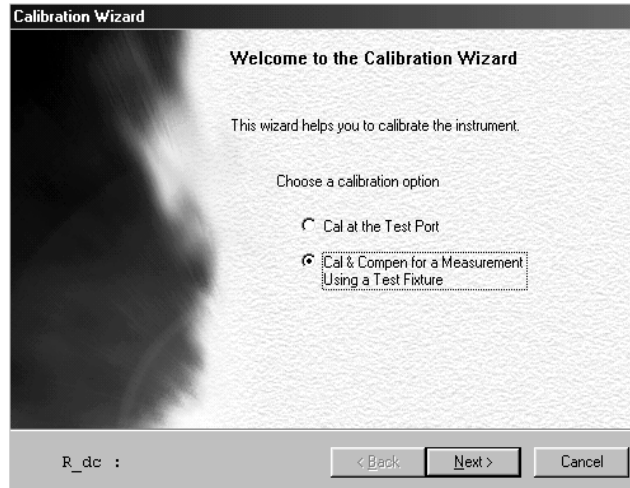 Calibration Wizard
Welcome to the Calibration Wizard
This wizard helps you to calibrate the instrument.
Choose a calibration option
Cal at the Test Port
Cal & Compen for a Measurement
Using a Test Fixture
R_dc :
< Back
Next >
Cancel